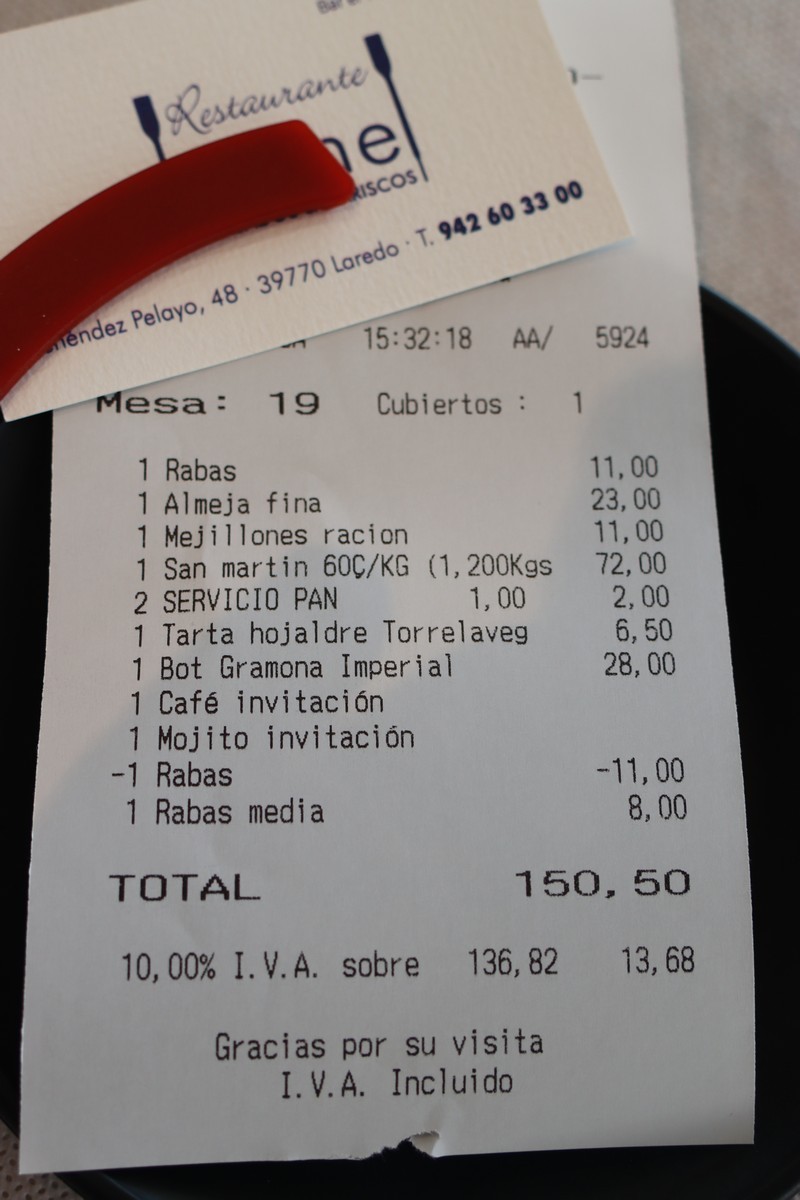 Bar
Restaurante
ne
RISCOS
néndez Pelayo, 48 · 39770 Laredo · T. 942 60 33 00
15:32:18 AA/ 5924
Mesa: 19 Cubiertos : 1
1 Rabas 11,00
1 Almeja fina 23,00
1 Mejillones racion 11,00
1 San martin 60Ç/KG (1,200Kgs 72,00
2 SERVICIO PAN 1,00 2,00
1 Tarta hojaldre Torrelaveg 6,50
1 Bot Gramona Imperial 28,00
1 Café invitación
1 Mojito invitación
-1 Rabas -11,00
1 Rabas media 8,00
TOTAL 150,50
10,00% I.V.A. sobre 136,82 13,68
Gracias por su visita
I.V.A. Incluido